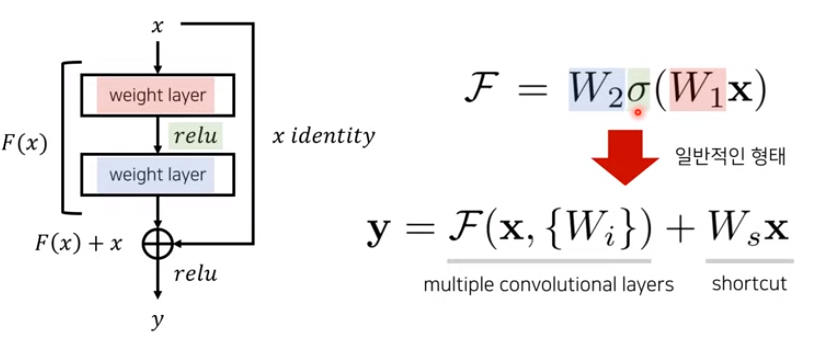 x
weight layer
relu
F(x)
x identity
weight layer
F(x) + x
relu
y
ℱ = W₂σ(W₁x)
일반적인 형태
y = ℱ(x, {Wᵢ}) + Wₛx
multiple convolutional layers
shortcut